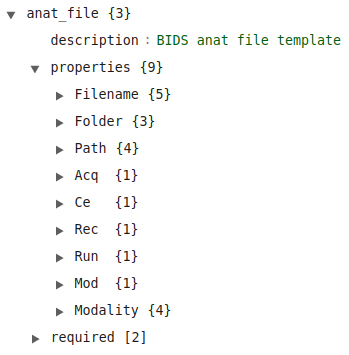 anat_file {3}
description : BIDS anat file template
properties {9}
Filename {5}
Folder {3}
Path {4}
Acq {1}
Ce {1}
Rec {1}
Run {1}
Mod {1}
Modality {4}
required [2]